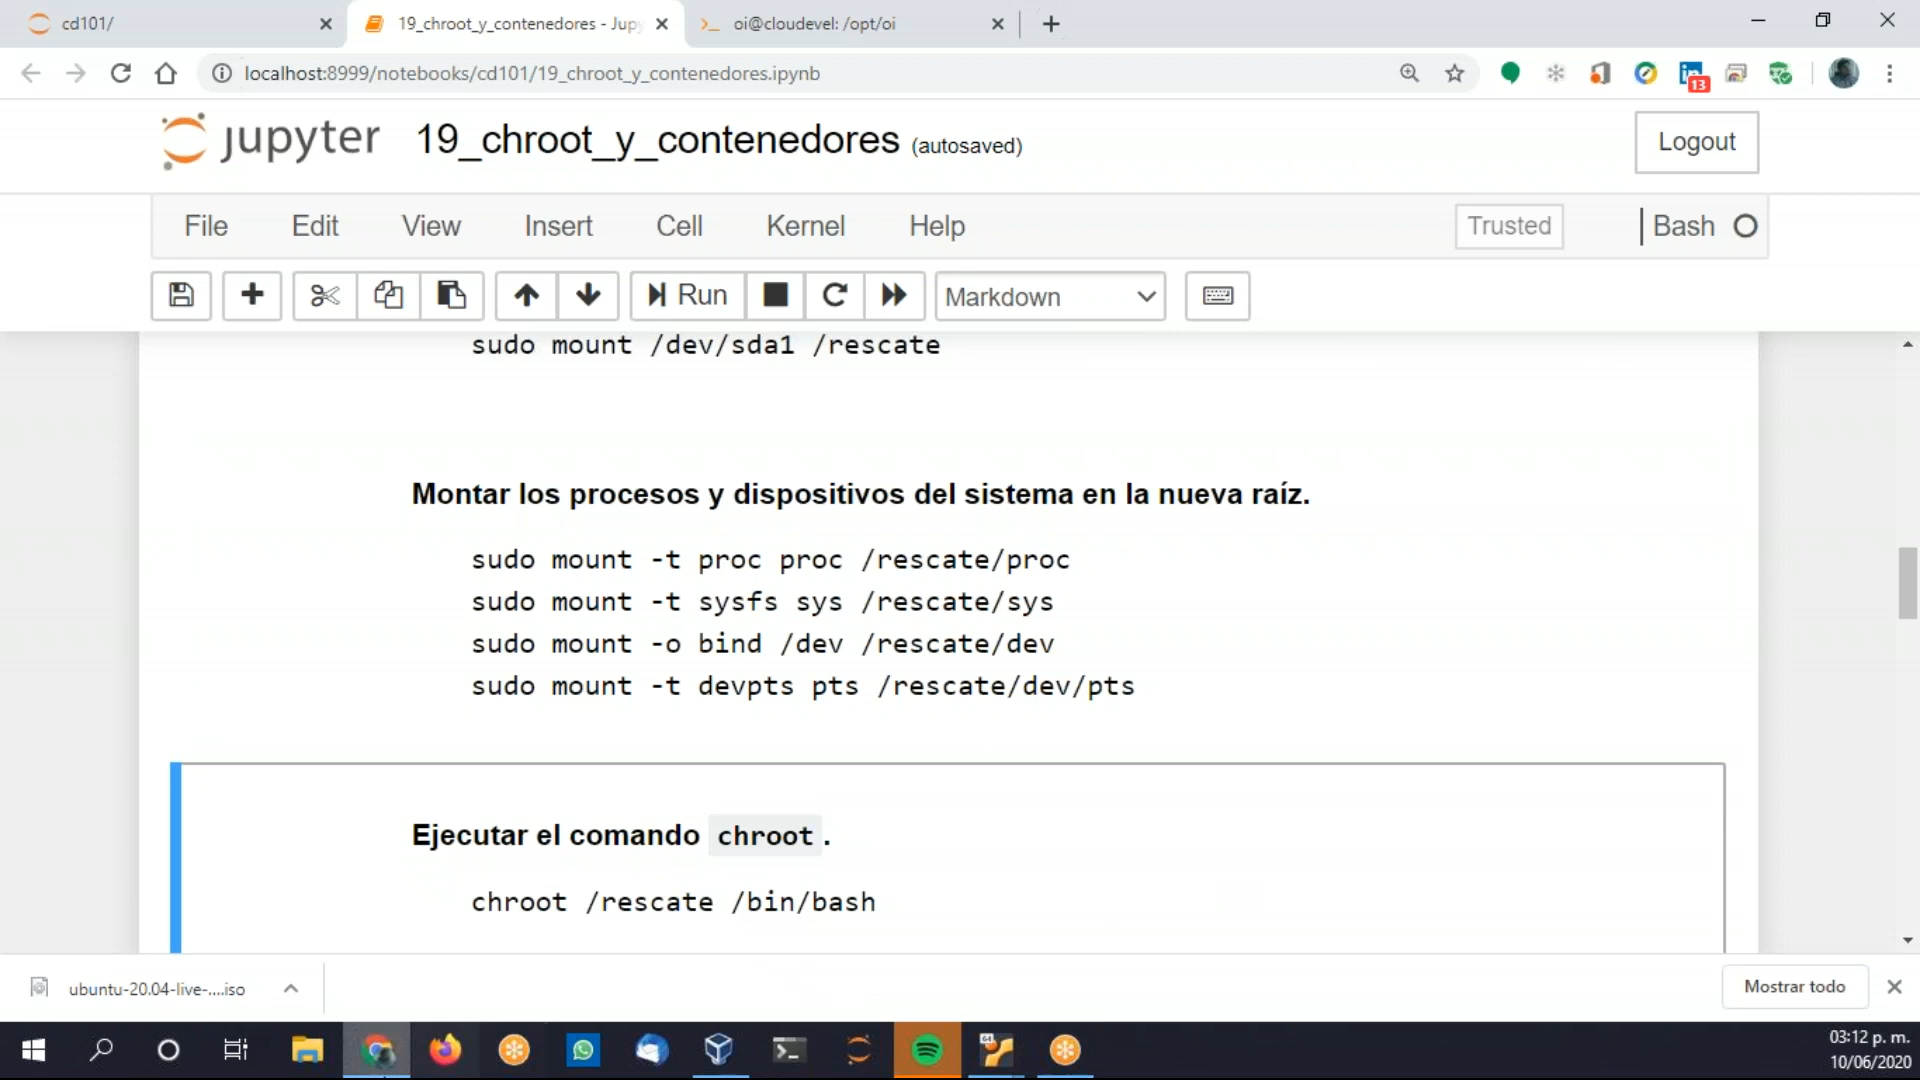 cd101/
19_chroot_y_contenedores - Jup
oi@cloudevel: /opt/oi
localhost:8999/notebooks/cd101/19_chroot_y_contenedores.ipynb
13
jupyter 19_chroot_y_contenedores (autosaved)
Logout
File Edit View Insert Cell Kernel Help
Trusted
Bash
Run
Markdown
sudo mount /dev/sda1 /rescate
Montar los procesos y dispositivos del sistema en la nueva raíz.
sudo mount -t proc proc /rescate/proc
sudo mount -t sysfs sys /rescate/sys
sudo mount -o bind /dev /rescate/dev
sudo mount -t devpts pts /rescate/dev/pts
Ejecutar el comando chroot.
chroot /rescate /bin/bash
ubuntu-20.04-live-....iso
Mostrar todo
64
03:12 p. m.
10/06/2020